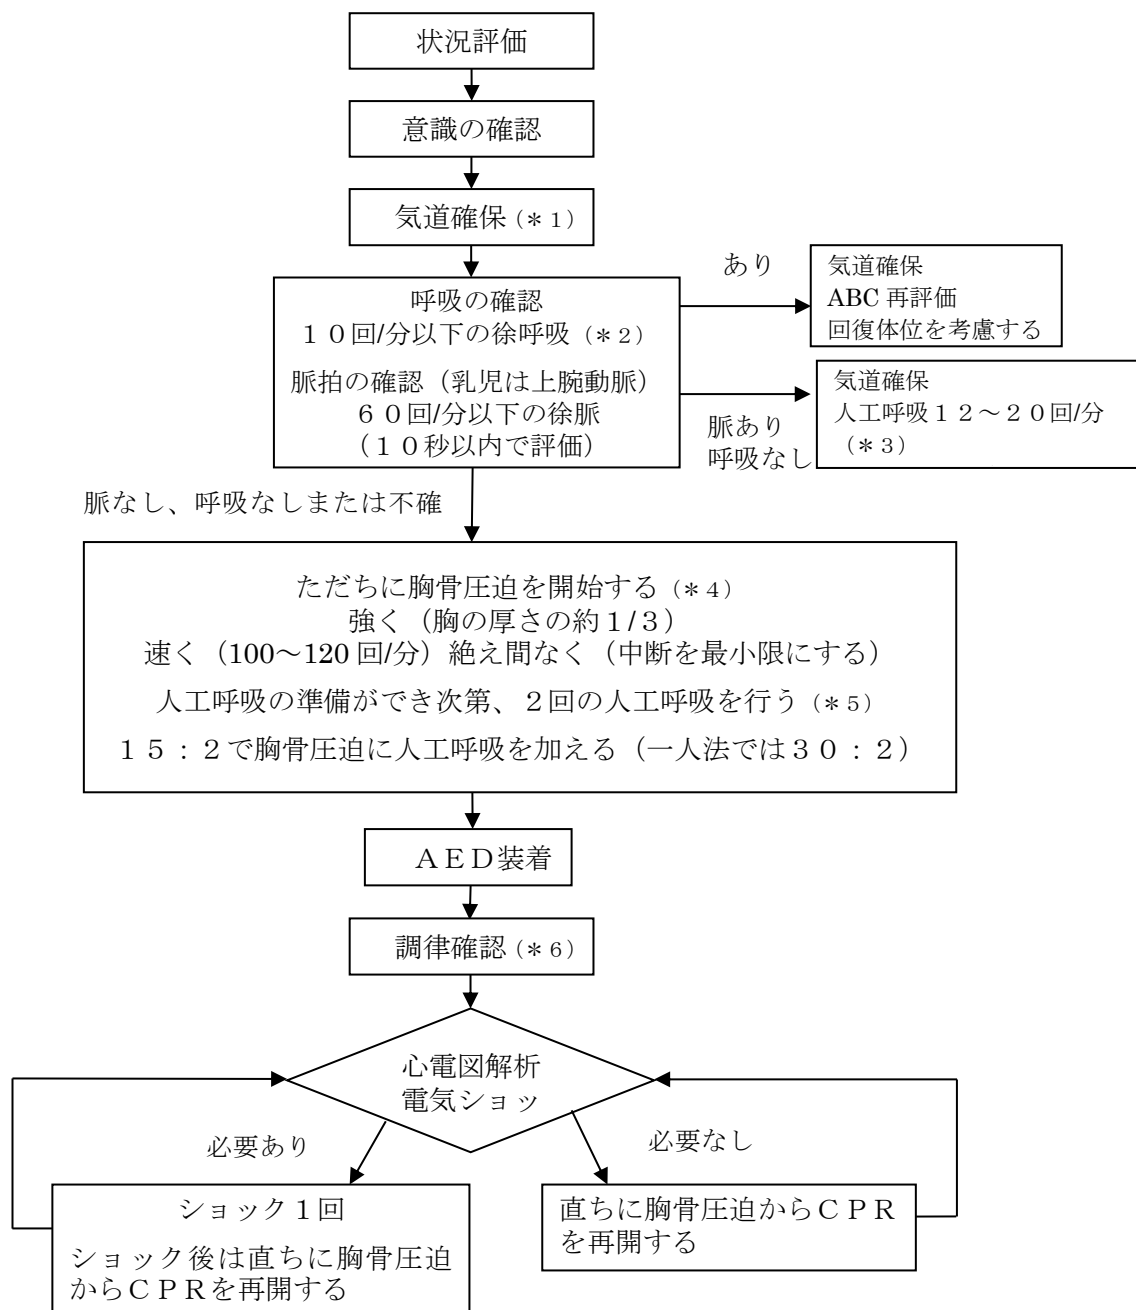 状況評価
意識の確認
気道確保(＊１)
呼吸の確認
１０回/分以下の徐呼吸（＊２）
脈拍の確認（乳児は上腕動脈）
６０回/分以下の徐脈
（１０秒以内で評価）
あり
気道確保
ABC 再評価
回復体位を考慮する
脈あり
呼吸なし
気道確保
人工呼吸１２～２０回/分
（＊３）
脈なし、呼吸なしまたは不確
ただちに胸骨圧迫を開始する（＊４）
強く（胸の厚さの約１/３）
速く（100～120 回/分）絶え間なく（中断を最小限にする）
人工呼吸の準備ができ次第、２回の人工呼吸を行う（＊５）
１５：２で胸骨圧迫に人工呼吸を加える（一人法では３０：２）
ＡＥＤ装着
調律確認（＊６）
心電図解析
電気ショッ
必要あり
必要なし
ショック１回
ショック後は直ちに胸骨圧迫
からＣＰＲを再開する
直ちに胸骨圧迫からＣＰＲ
を再開する